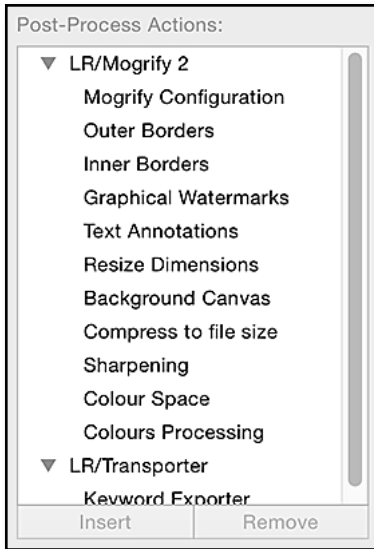 Post-Process Actions:
LR/Mogrify 2
Mogrify Configuration
Outer Borders
Inner Borders
Graphical Watermarks
Text Annotations
Resize Dimensions
Background Canvas
Compress to file size
Sharpening
Colour Space
Colours Processing
LR/Transporter
Keyword Exporter
Insert Remove